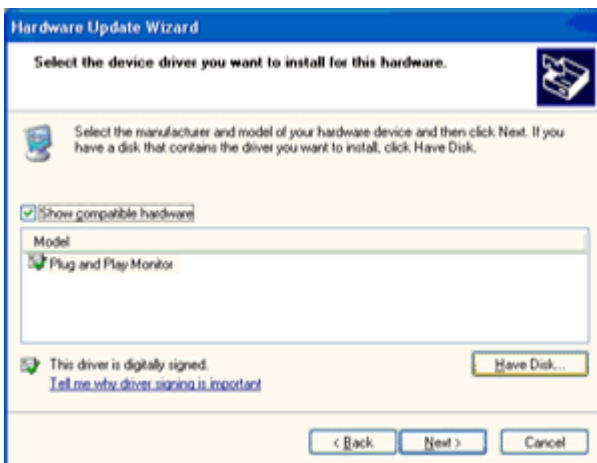 Hardware Update Wizard
Select the device driver you want to install for this hardware.
Select the manufacturer and model of your hardware device and then click Next. If you
have a disk that contains the driver you want to install, click Have Disk.
Show compatible hardware
Model
Plug and Play Monitor
This driver is digitally signed.
Have Disk...
Tell me why driver signing is important
< Back
Next >
Cancel